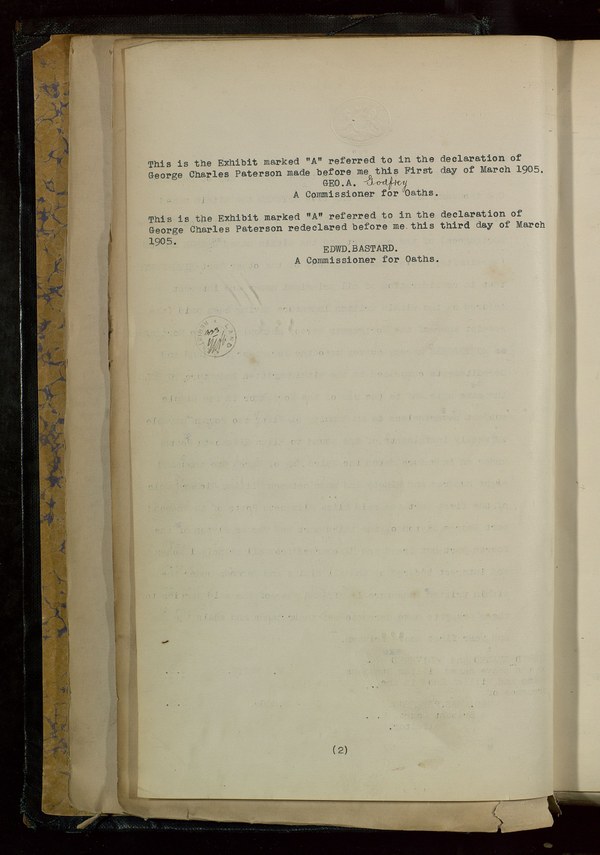 This is the Exhibit marked "A" referred to in the declaration of
George Charles Paterson made before me this First day of March 1905.
GEO.A. Godfrey
A Commissioner for Oaths.
This is the Exhibit marked "A" referred to in the declaration of
George Charles Paterson redeclared before me this third day of March
1905.
EDWD.BASTARD.
A Commissioner for Oaths.
(2)